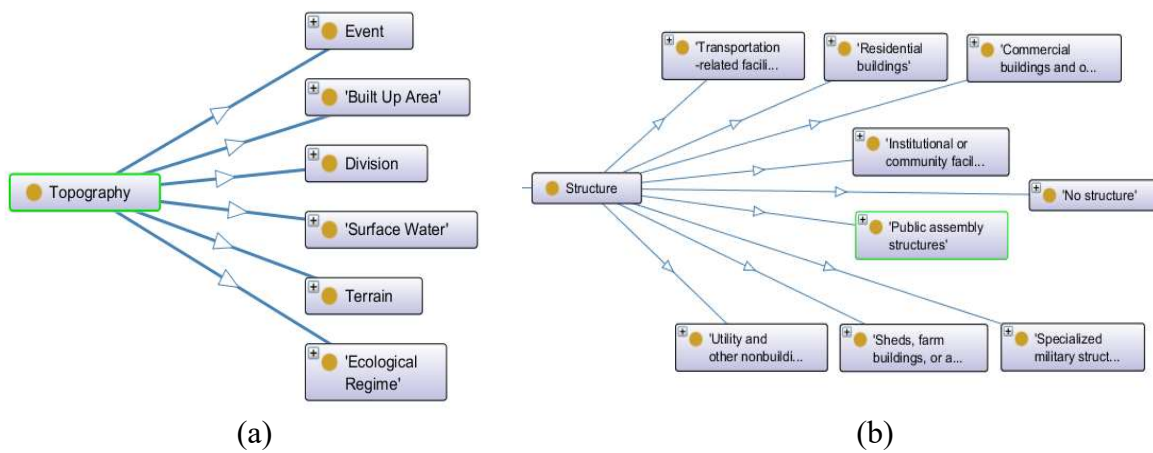 Event
'Built Up Area'
Division
Topography
'Surface Water'
Terrain
'Ecological
Regime'
(a)
'Transportation
-related facili...
'Residential
buildings'
'Commercial
buildings and o...
'Institutional or
community facil...
Structure
'No structure'
'Public assembly
structures'
'Utility and
other nonbuildi...
'Sheds, farm
buildings, or a...
'Specialized
military struct...
(b)